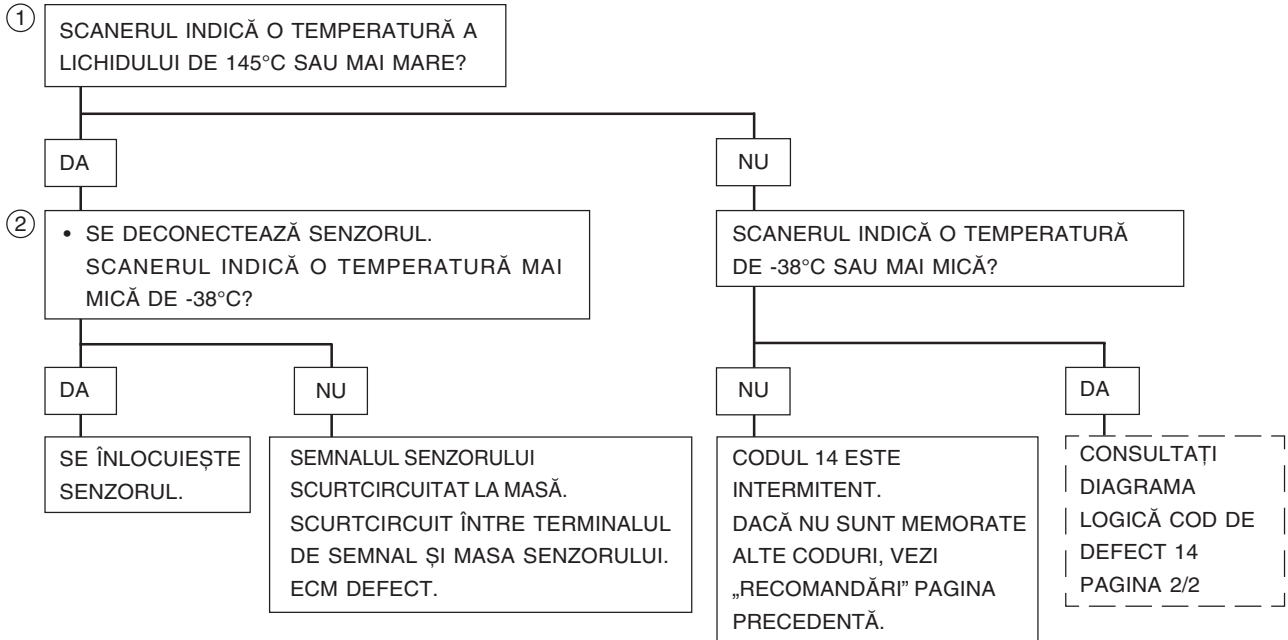 1
SCANERUL INDICĂ O TEMPERATURĂ A
LICHIDULUI DE 145°C SAU MAI MARE?
DA
NU
2
• SE DECONECTEAZĂ SENZORUL.
SCANERUL INDICĂ O TEMPERATURĂ MAI
MICĂ DE -38°C?
SCANERUL INDICĂ O TEMPERATURĂ
DE -38°C SAU MAI MICĂ?
DA
NU
NU
DA
SE ÎNLOCUIEȘTE
SENZORUL.
SEMNALUL SENZORULUI
SCURTCIRCUITAT LA MASĂ.
SCURTCIRCUIT ÎNTRE TERMINALUL
DE SEMNAL ȘI MASA SENZORULUI.
ECM DEFECT.
CODUL 14 ESTE
INTERMITENT.
DACĂ NU SUNT MEMORATE
ALTE CODURI, VEZI
„RECOMANDĂRI” PAGINA
PRECEDENTĂ.
CONSULTAȚI
DIAGRAMA
LOGICĂ COD DE
DEFECT 14
PAGINA 2/2